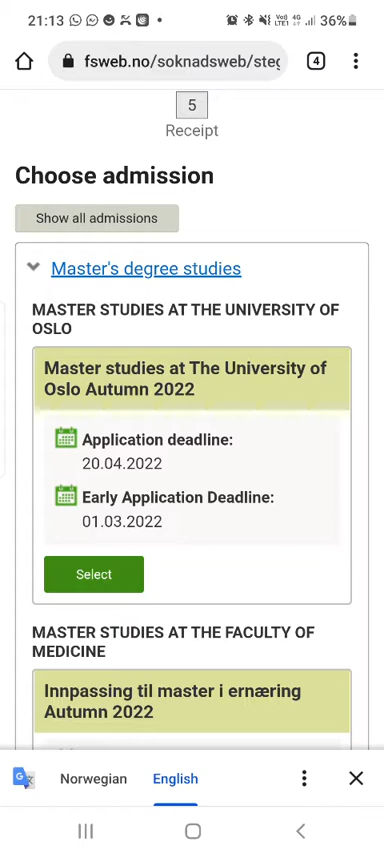 21:13 36%
fsweb.no/soknadsweb/steg 4
5
Receipt
Choose admission
Show all admissions
Master's degree studies
MASTER STUDIES AT THE UNIVERSITY OF
OSLO
Master studies at The University of
Oslo Autumn 2022
Application deadline:
20.04.2022
Early Application Deadline:
01.03.2022
Select
MASTER STUDIES AT THE FACULTY OF
MEDICINE
Innpassing til master i ernæring
Autumn 2022
Norwegian English